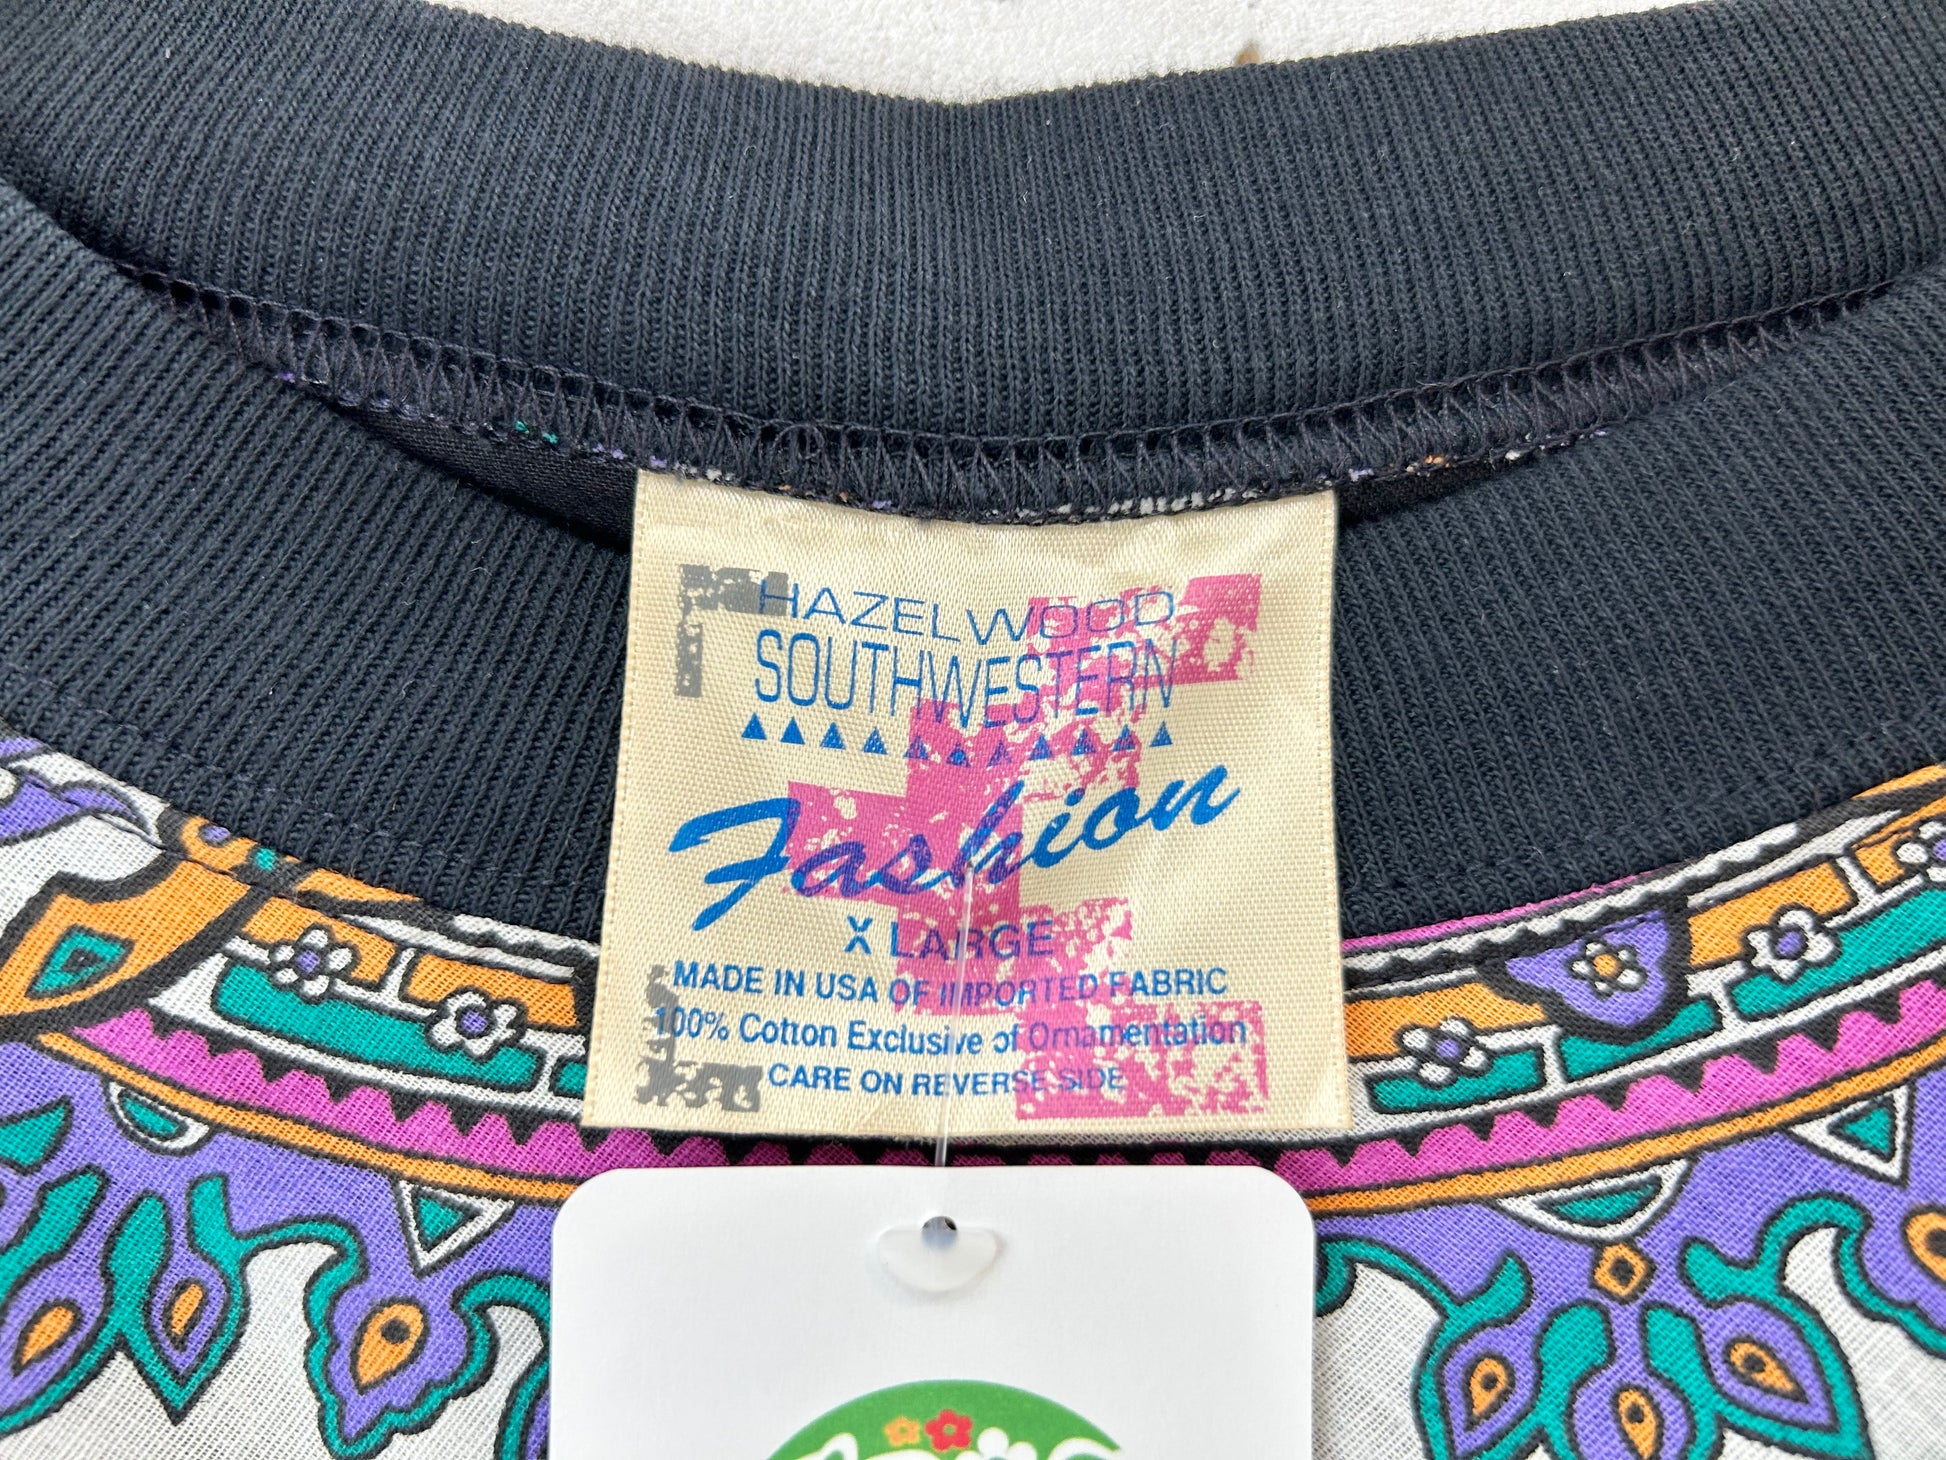 HAZELWOOD
SOUTHWESTERN
Fashion
X LARGE
MADE IN USA OF IMPORTED FABRIC
100% Cotton Exclusive of Ornamentation
CARE ON REVERSE SIDE